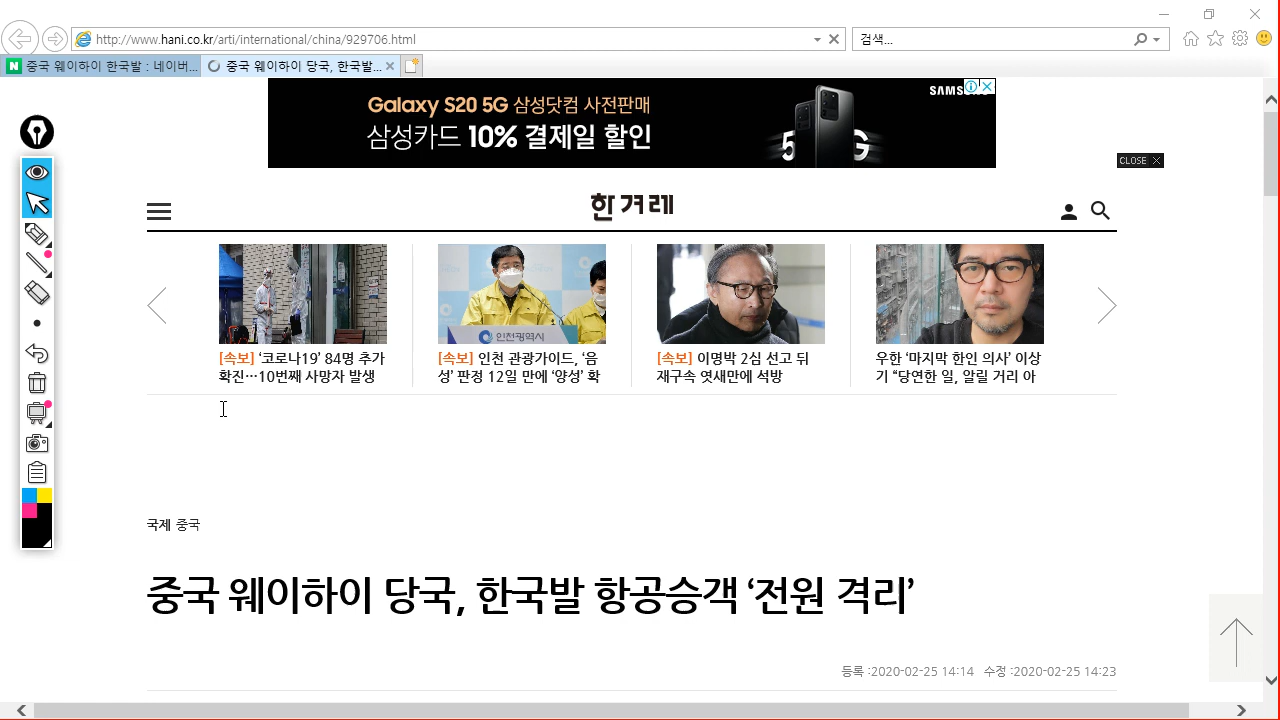 http://www.hani.co.kr/arti/international/china/929706.html
검색...
중국 웨이하이 한국발 : 네이버...
중국 웨이하이 당국, 한국발...
Galaxy S20 5G 삼성닷컴 사전판매
삼성카드 10% 결제일 할인
5G
CLOSE
한겨레
인천광역시
[속보] ‘코로나19’ 84명 추가
확진…10번째 사망자 발생
[속보] 인천 관광가이드, ‘음
성’ 판정 12일 만에 ‘양성’ 확
[속보] 이명박 2심 선고 뒤
재구속 엿새만에 석방
우한 ‘마지막 한인 의사’ 이상
기 “당연한 일, 알릴 거리 아
국제 중국
중국 웨이하이 당국, 한국발 항공승객 ‘전원 격리’
등록 :2020-02-25 14:14 수정 :2020-02-25 14:23